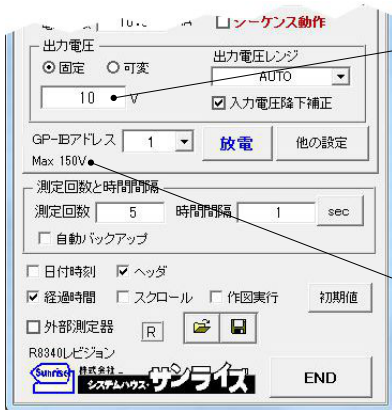 シーケンス動作
出力電圧
固定 可変
出力電圧レンジ
AUTO
10 V
入力電圧降下補正
GP-IBアドレス 1 放電 他の設定
Max 150V
測定回数と時間間隔
測定回数 5 時間間隔 1 sec
自動バックアップ
日付時刻 ヘッダ
経過時間 スクロール 作図実行 初期値
外部測定器 R
R8340レビジョン
Sunrise 株式会社
システムハウス・サンライズ
END